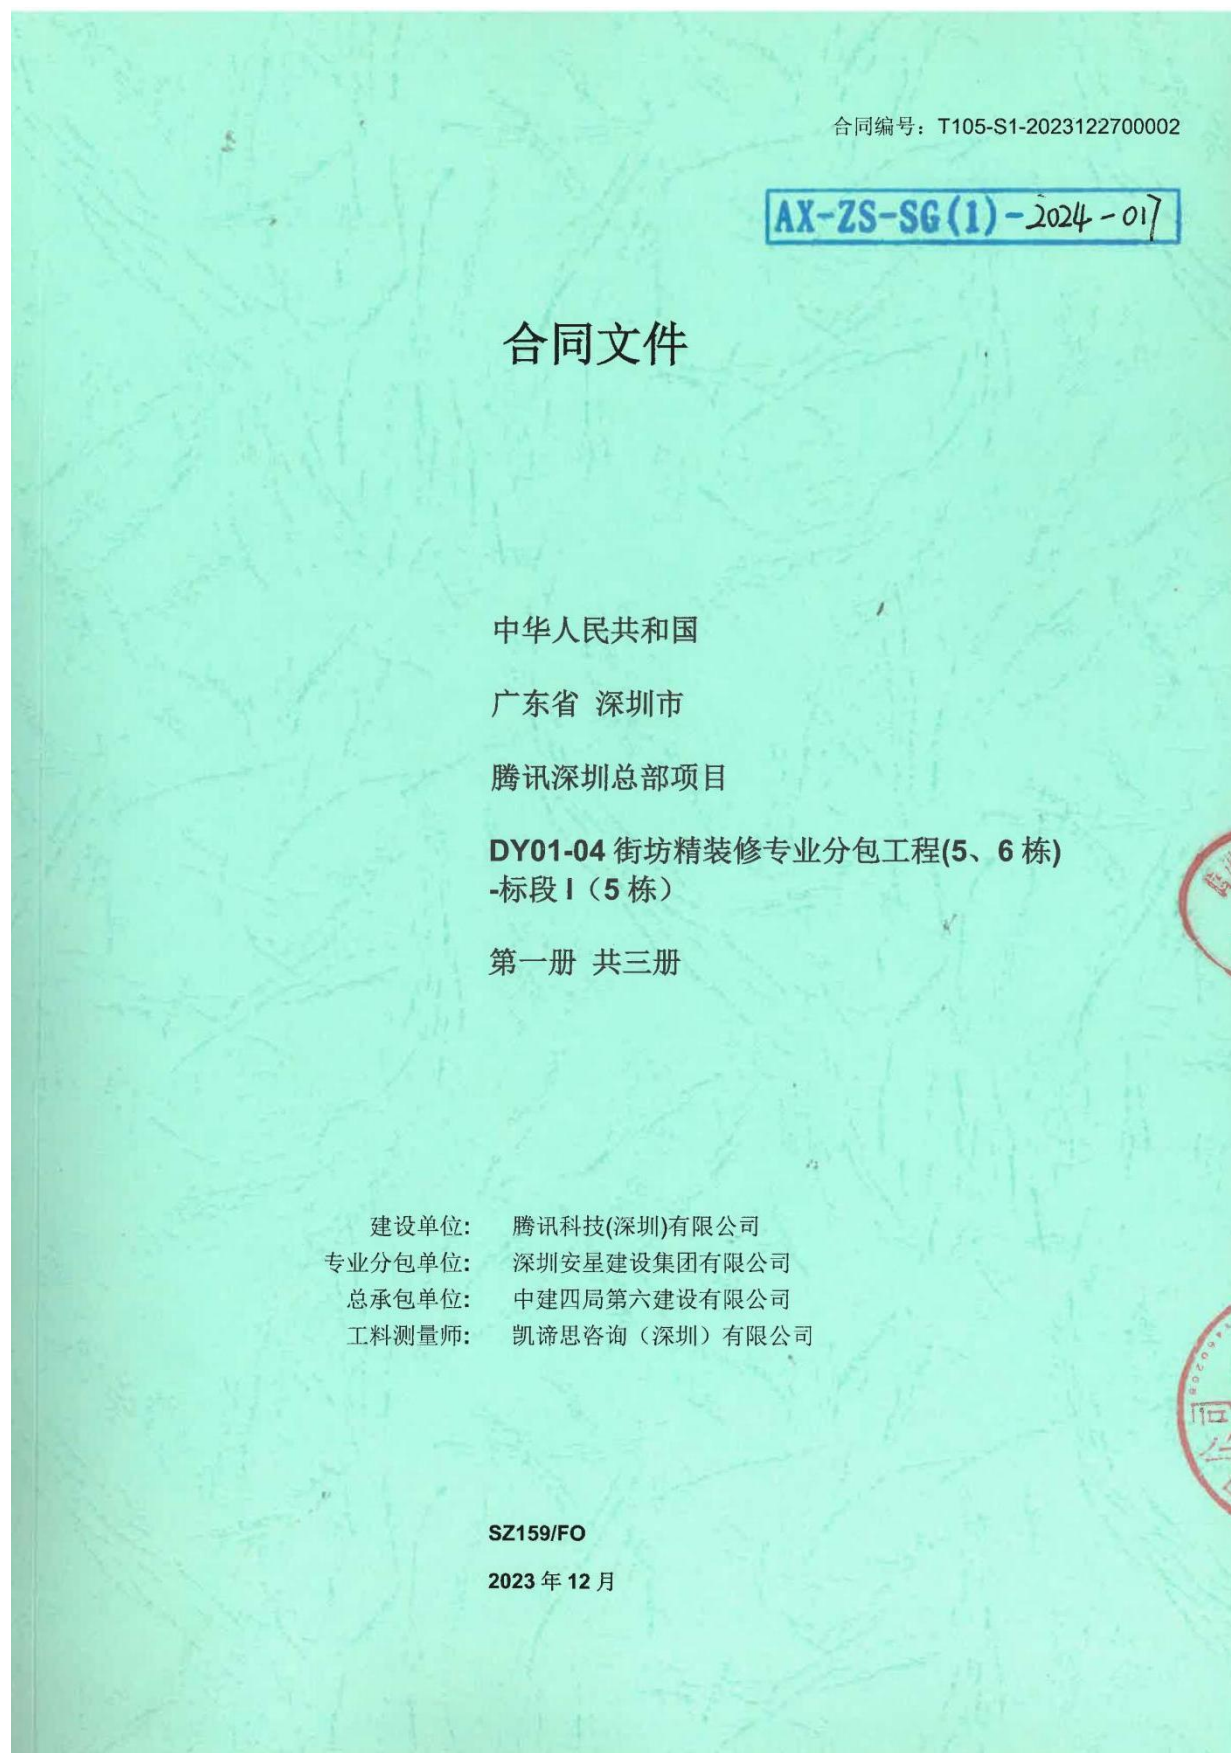 合同编号：T105-S1-2023122700002
AX-ZS-SG(1)-2024-017
合同文件
中华人民共和国
广东省 深圳市
腾讯深圳总部项目
DY01-04 街坊精装修专业分包工程(5、6 栋)
-标段 I（5 栋）
第一册 共三册
建设单位: 腾讯科技(深圳)有限公司
专业分包单位: 深圳安星建设集团有限公司
总承包单位: 中建四局第六建设有限公司
工料测量师: 凯谛思咨询（深圳）有限公司
SZ159/FO
2023 年 12 月